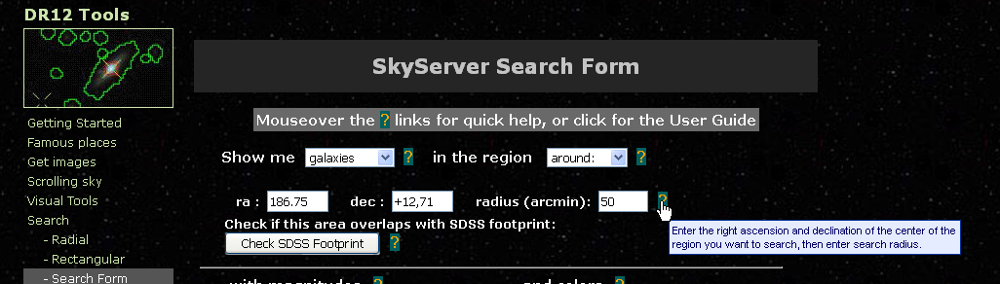 DR12 Tools
SkyServer Search Form
Mouseover the ? links for quick help, or click for the User Guide
Getting Started
Famous places
Get images
Scrolling sky
Visual Tools
Search
- Radial
- Rectangular
- Search Form
Show me galaxies ? in the region around: ?
ra : 186.75 dec : +12,71 radius (arcmin): 50 ?
Check if this area overlaps with SDSS footprint:
Check SDSS Footprint ?
Enter the right ascension and declination of the center of the
region you want to search, then enter search radius.
with magnitudes ? and colors ?